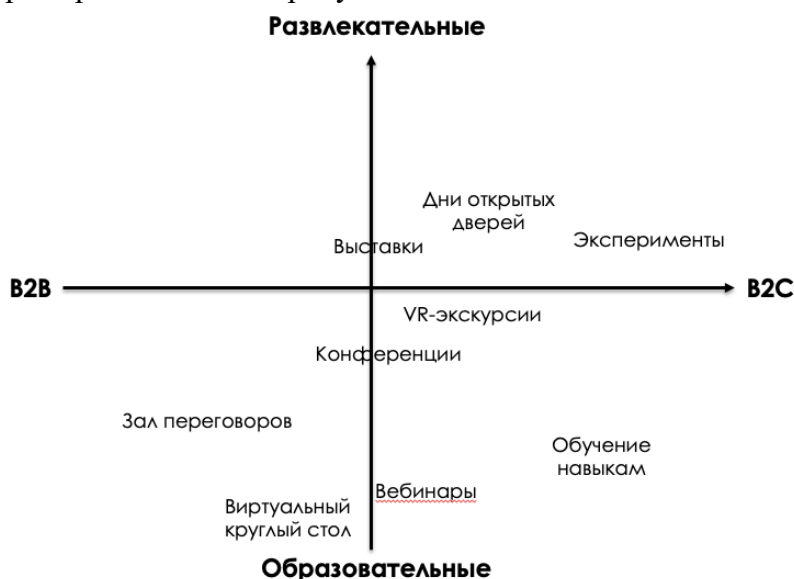 Развлекательные
Дни открытых
дверей
Эксперименты
Выставки
B2B
B2C
VR-экскурсии
Конференции
Зал переговоров
Обучение
навыкам
Вебинары
Виртуальный
круглый стол
Образовательные